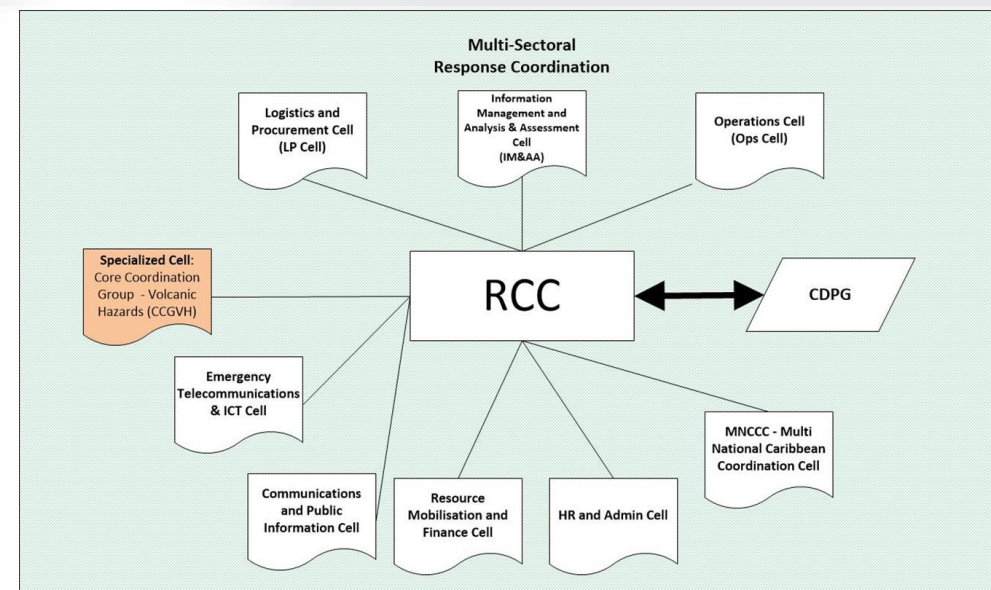 Multi-Sectoral
Response Coordination
Logistics and
Procurement Cell
(LP Cell)
Information
Management and
Analysis & Assessment
Cell
(IM&AA)
Operations Cell
(Ops Cell)
Specialized Cell:
Core Coordination
Group - Volcanic
Hazards (CCGVH)
RCC
CDPG
Emergency
Telecommunications
& ICT Cell
MNCCC - Multi
National Caribbean
Coordination Cell
Communications
and Public
Information Cell
Resource
Mobilisation and
Finance Cell
HR and Admin Cell